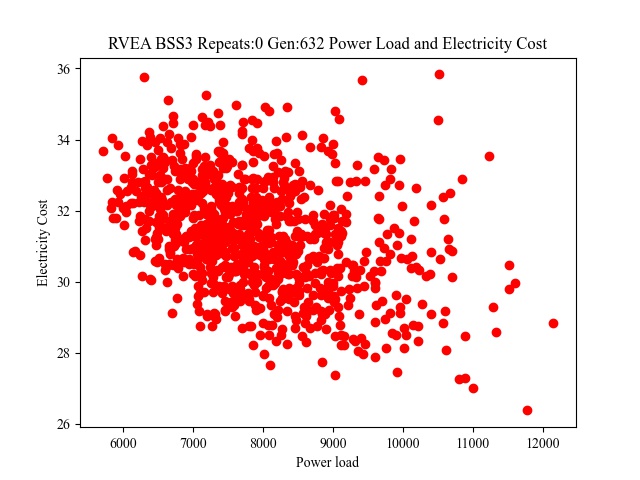 RVEA BSS3 Repeats:0 Gen:632 Power Load and Electricity Cost
36
34
32
30
28
26
Electricity Cost
6000 7000 8000 9000 10000 11000 12000
Power load